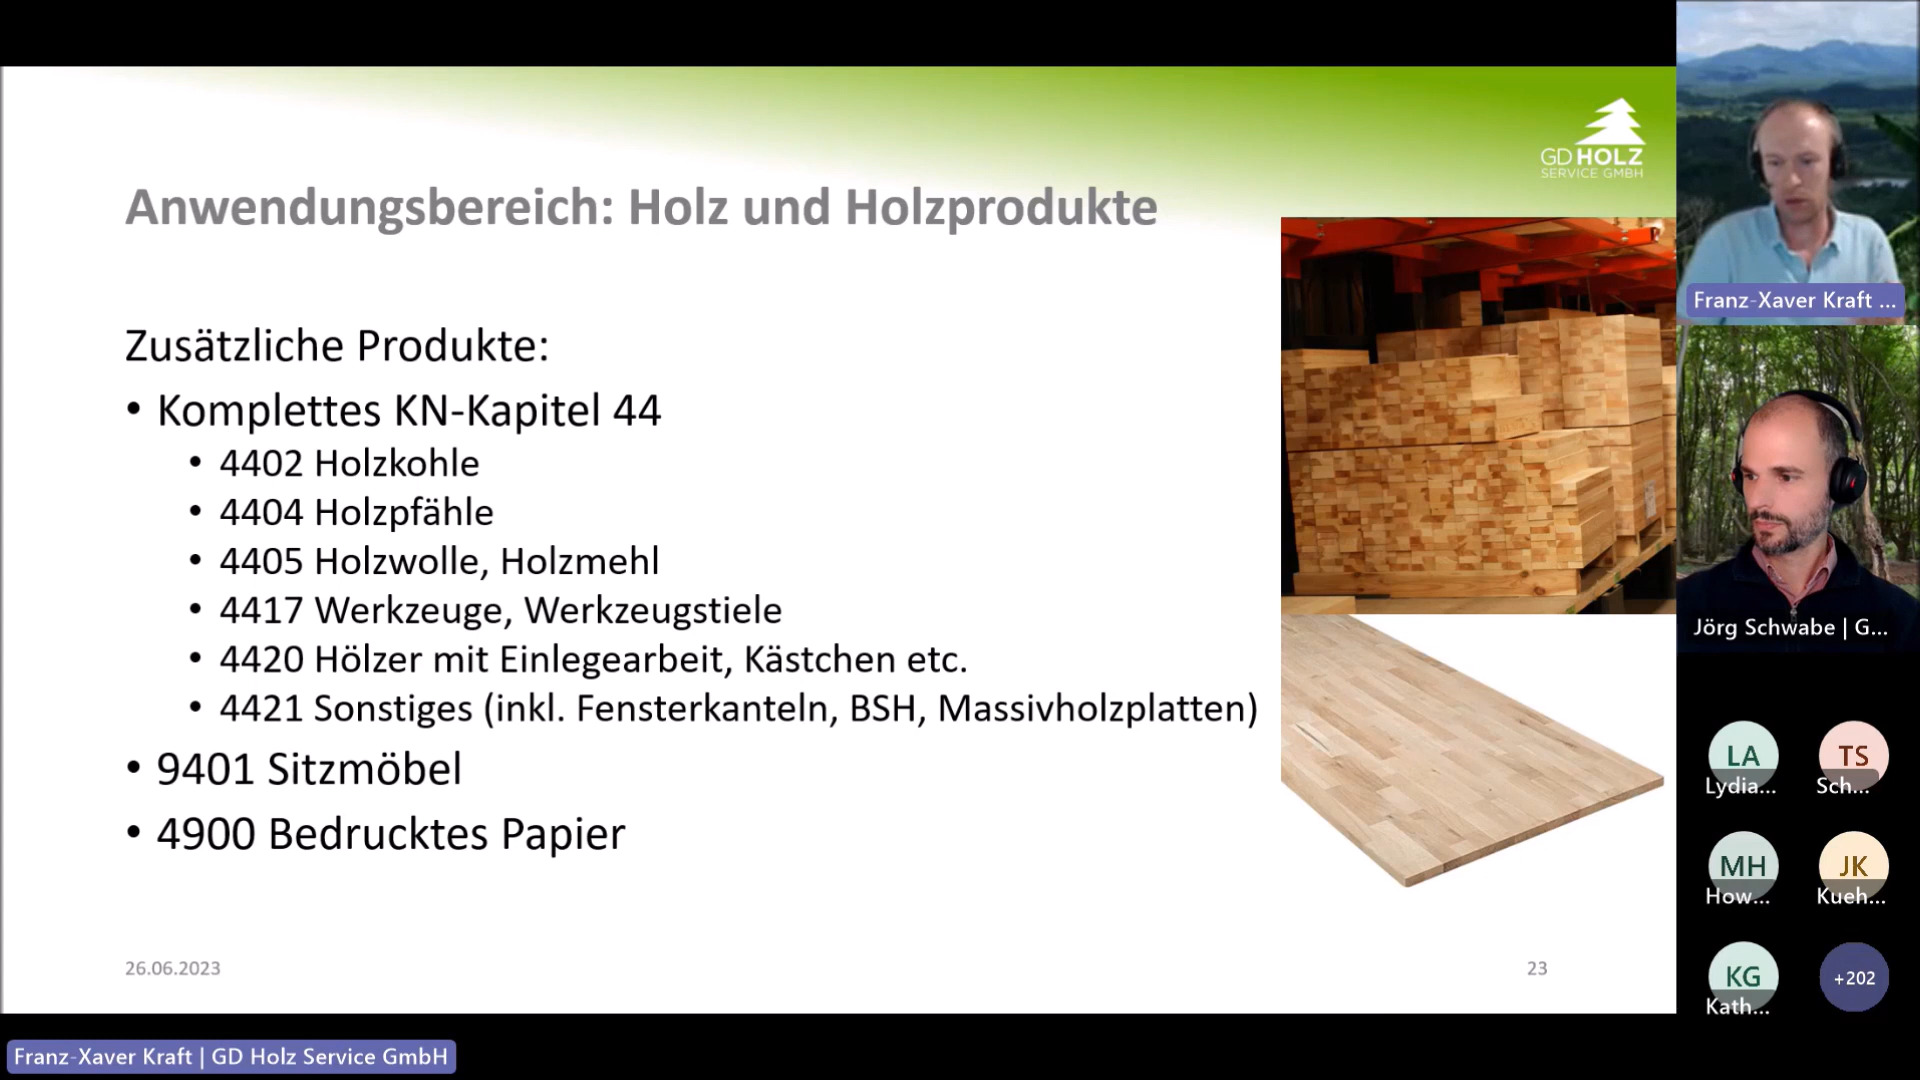 GD HOLZ
SERVICE GMBH
Anwendungsbereich: Holz und Holzprodukte
Zusätzliche Produkte:
• Komplettes KN-Kapitel 44
• 4402 Holzkohle
• 4404 Holzpfähle
• 4405 Holzwolle, Holzmehl
• 4417 Werkzeuge, Werkzeugstiele
• 4420 Hölzer mit Einlegearbeit, Kästchen etc.
• 4421 Sonstiges (inkl. Fensterkanteln, BSH, Massivholzplatten)
• 9401 Sitzmöbel
• 4900 Bedrucktes Papier
26.06.2023
23
Franz-Xaver Kraft ...
Jörg Schwabe | G...
LA
Lydia...
TS
Sch...
MH
How...
JK
Kueh...
KG
Kath...
+202
Franz-Xaver Kraft | GD Holz Service GmbH